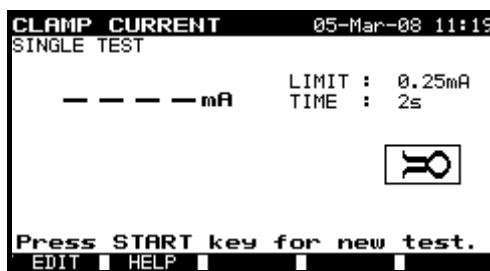 CLAMP CURRENT 05-Mar-08 11:19
SINGLE TEST
LIMIT : 0.25mA
– – – – mA TIME : 2s
Press START key for new test.
EDIT HELP